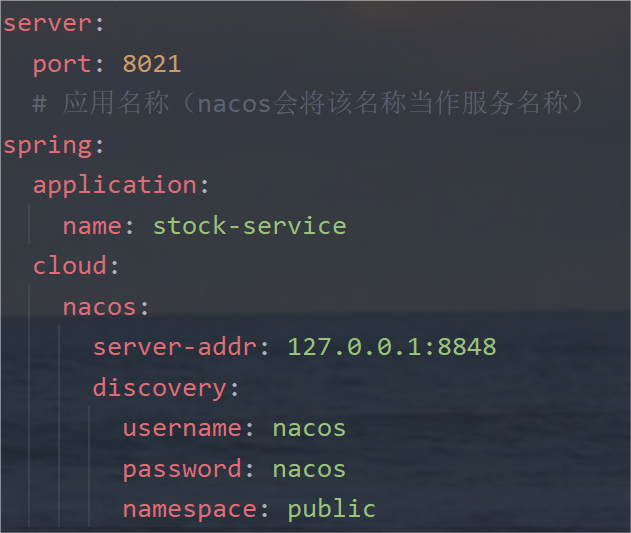 server:
  port: 8021
  # 应用名称（nacos会将该名称当作服务名称）
spring:
  application:
    name: stock-service
  cloud:
    nacos:
      server-addr: 127.0.0.1:8848
      discovery:
        username: nacos
        password: nacos
        namespace: public